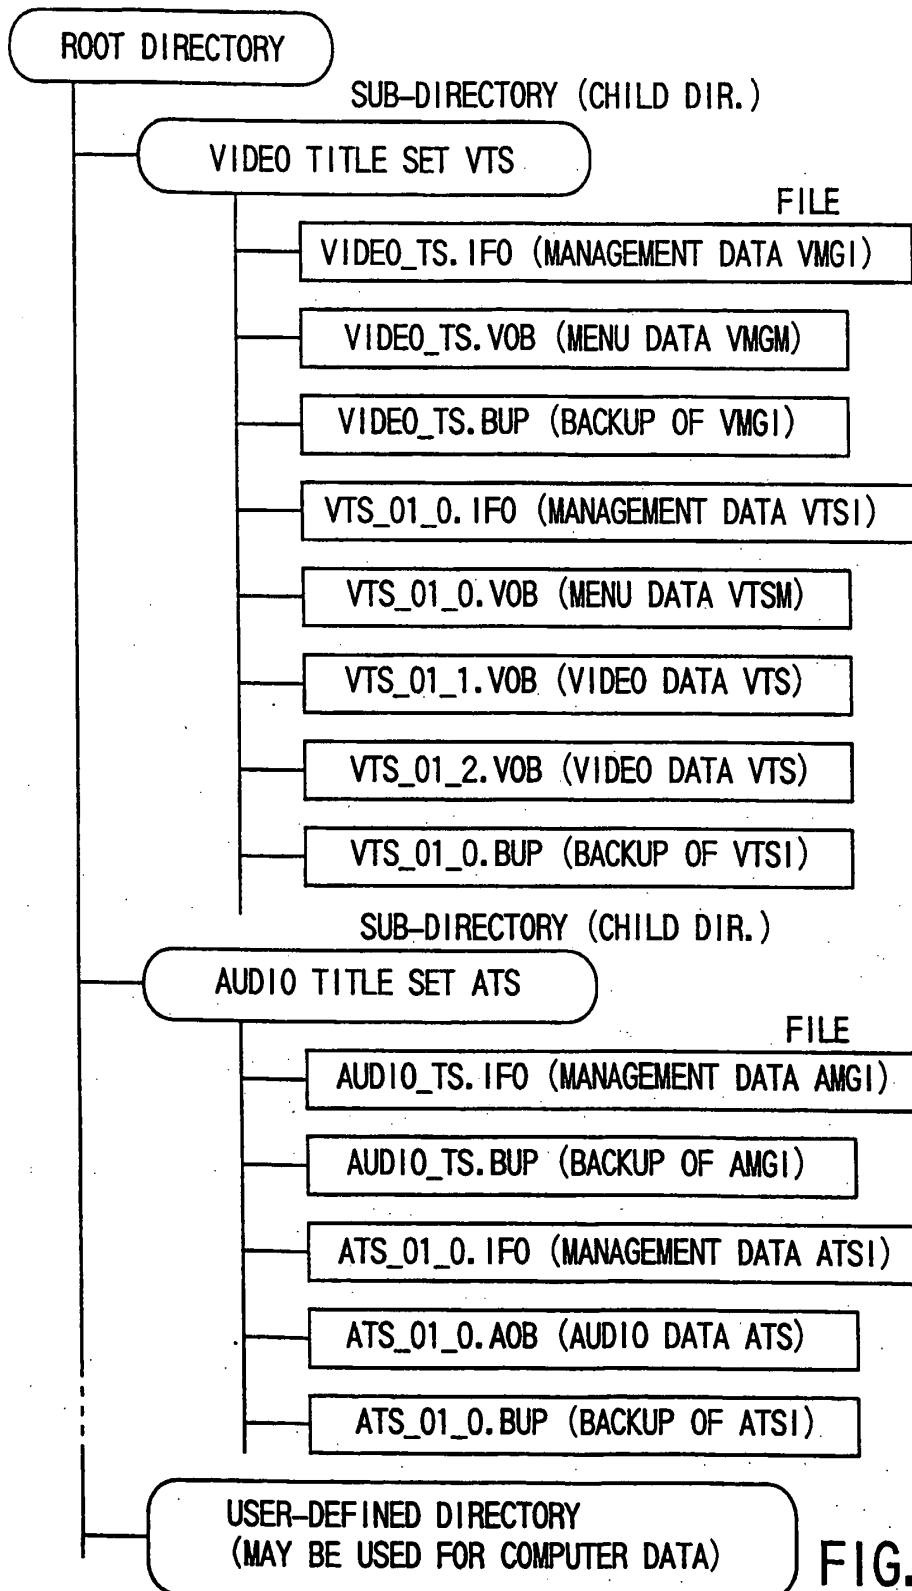 ROOT DIRECTORY
SUB-DIRECTORY (CHILD DIR.)
VIDEO TITLE SET VTS
FILE
VIDEO_TS.IFO (MANAGEMENT DATA VMGI)
VIDEO_TS.VOB (MENU DATA VMGM)
VIDEO_TS.BUP (BACKUP OF VMGI)
VTS_01_0.IFO (MANAGEMENT DATA VTSI)
VTS_01_0.VOB (MENU DATA VTSM)
VTS_01_1.VOB (VIDEO DATA VTS)
VTS_01_2.VOB (VIDEO DATA VTS)
VTS_01_0.BUP (BACKUP OF VTSI)
SUB-DIRECTORY (CHILD DIR.)
AUDIO TITLE SET ATS
FILE
AUDIO_TS.IFO (MANAGEMENT DATA AMGI)
AUDIO_TS.BUP (BACKUP OF AMGI)
ATS_01_0.IFO (MANAGEMENT DATA ATSI)
ATS_01_0.AOB (AUDIO DATA ATS)
ATS_01_0.BUP (BACKUP OF ATSI)
USER-DEFINED DIRECTORY
(MAY BE USED FOR COMPUTER DATA)
FIG.